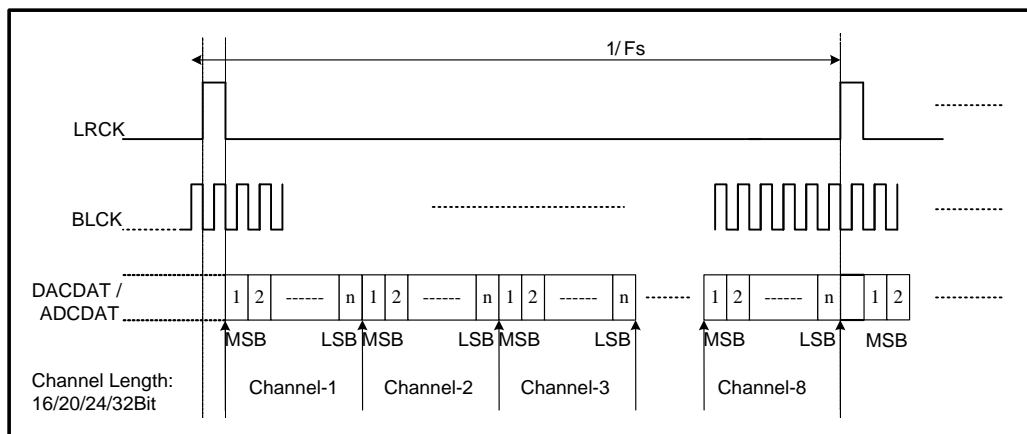 1/ Fs
LRCK
BLCK
DACDAT /
ADCDAT
1 2 ------ n 1 2 ------ n 1 2 ------ n 1 2 ------ n 1 2
MSB LSB MSB LSB MSB LSB MSB LSB MSB
Channel Length:
16/20/24/32Bit
Channel-1 Channel-2 Channel-3 Channel-8